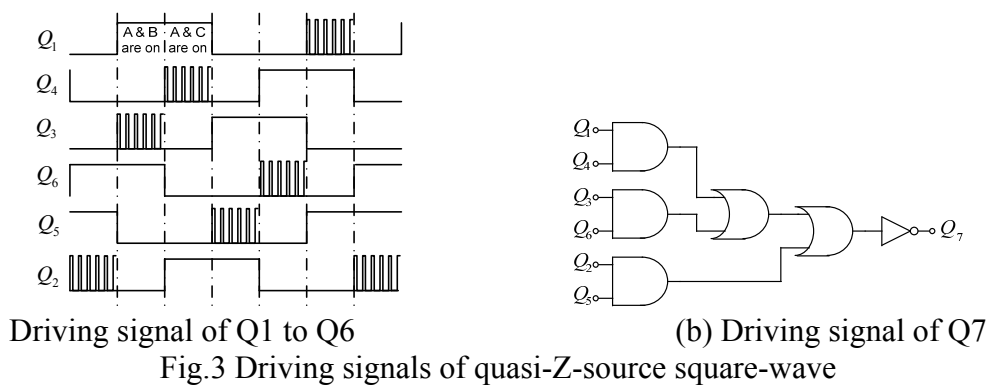 Q1
A & B
are on
A & C
are on
Q4
Q3
Q6
Q5
Q2
Q1
Q4
Q3
Q6
Q2
Q5
Q7
Driving signal of Q1 to Q6
(b) Driving signal of Q7
Fig.3 Driving signals of quasi-Z-source square-wave